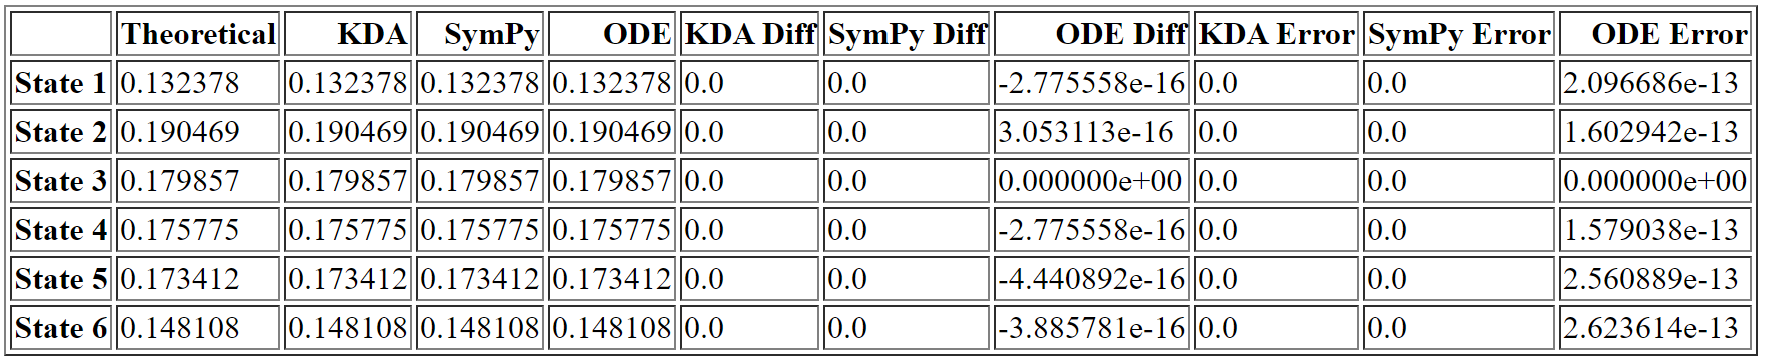 Theoretical KDA SymPy ODE KDA Diff SymPy Diff ODE Diff KDA Error SymPy Error ODE Error
State 1 0.132378 0.132378 0.132378 0.132378 0.0 0.0 -2.775558e-16 0.0 0.0 2.096686e-13
State 2 0.190469 0.190469 0.190469 0.190469 0.0 0.0 3.053113e-16 0.0 0.0 1.602942e-13
State 3 0.179857 0.179857 0.179857 0.179857 0.0 0.0 0.000000e+00 0.0 0.0 0.000000e+00
State 4 0.175775 0.175775 0.175775 0.175775 0.0 0.0 -2.775558e-16 0.0 0.0 1.579038e-13
State 5 0.173412 0.173412 0.173412 0.173412 0.0 0.0 -4.440892e-16 0.0 0.0 2.560889e-13
State 6 0.148108 0.148108 0.148108 0.148108 0.0 0.0 -3.885781e-16 0.0 0.0 2.623614e-13